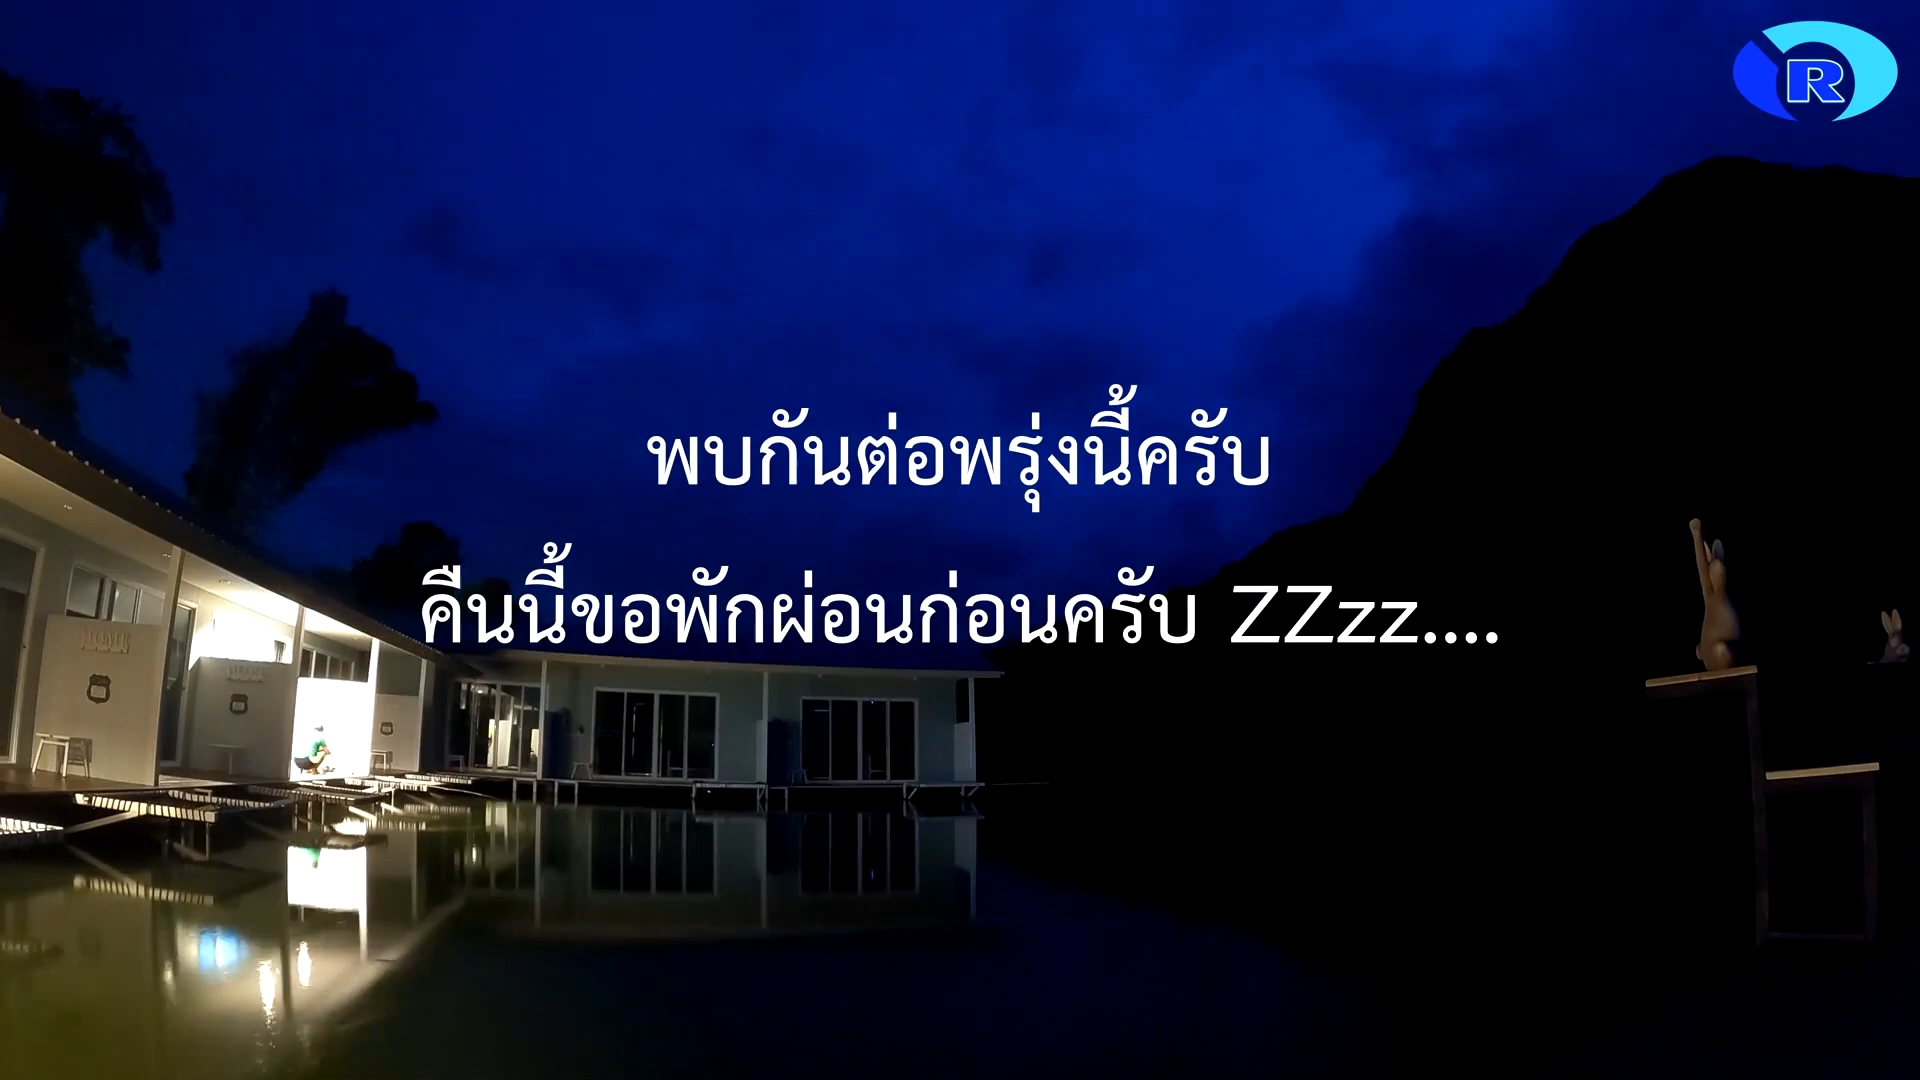 R
พบกันต่อพรุ่งนี้ครับ
คืนนี้ขอพักผ่อนก่อนครับ ZZzz....